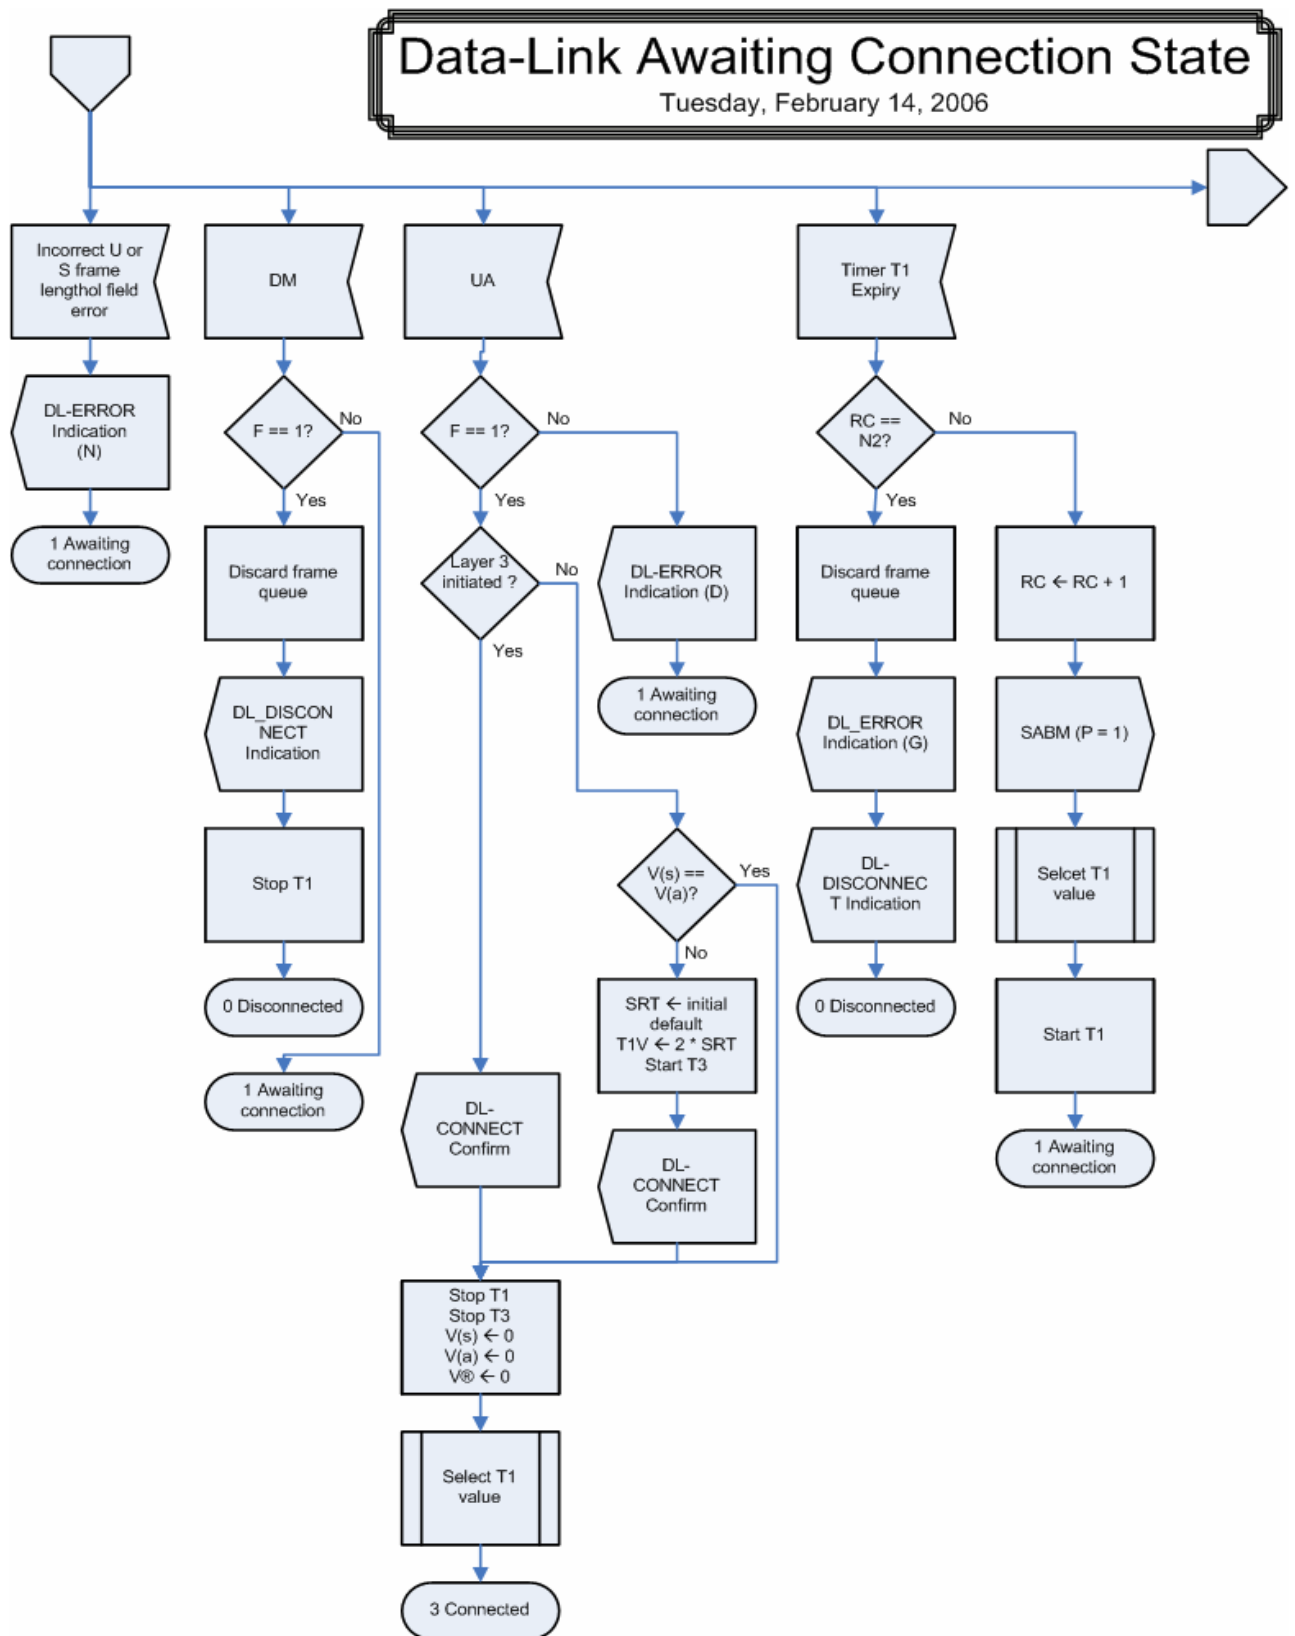 Data-Link Awaiting Connection State
Tuesday, February 14, 2006
Incorrect U or
S frame
lengthol field
error
DM
UA
Timer T1
Expiry
DL-ERROR
Indication
(N)
F == 1?
No
Yes
F == 1?
No
Yes
RC ==
N2?
No
Yes
1 Awaiting
connection
Discard frame
queue
Layer 3
initiated ?
No
Yes
DL-ERROR
Indication (D)
Discard frame
queue
RC ← RC + 1
DL_DISCON
NECT
Indication
1 Awaiting
connection
DL_ERROR
Indication (G)
SABM (P = 1)
Stop T1
V(s) ==
V(a)?
Yes
No
DL-
DISCONNEC
T Indication
Selcet T1
value
0 Disconnected
SRT ← initial
default
T1V ← 2 * SRT
Start T3
0 Disconnected
Start T1
1 Awaiting
connection
DL-
CONNECT
Confirm
DL-
CONNECT
Confirm
1 Awaiting
connection
Stop T1
Stop T3
V(s) ← 0
V(a) ← 0
V® ← 0
Select T1
value
3 Connected